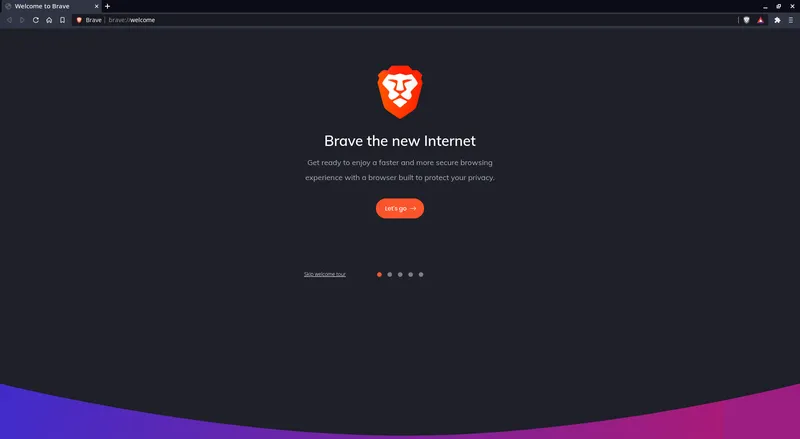 Welcome to Brave
Brave brave://welcome
Brave the new Internet
Get ready to enjoy a faster and more secure browsing
experience with a browser built to protect your privacy.
Let's go
Skip welcome tour